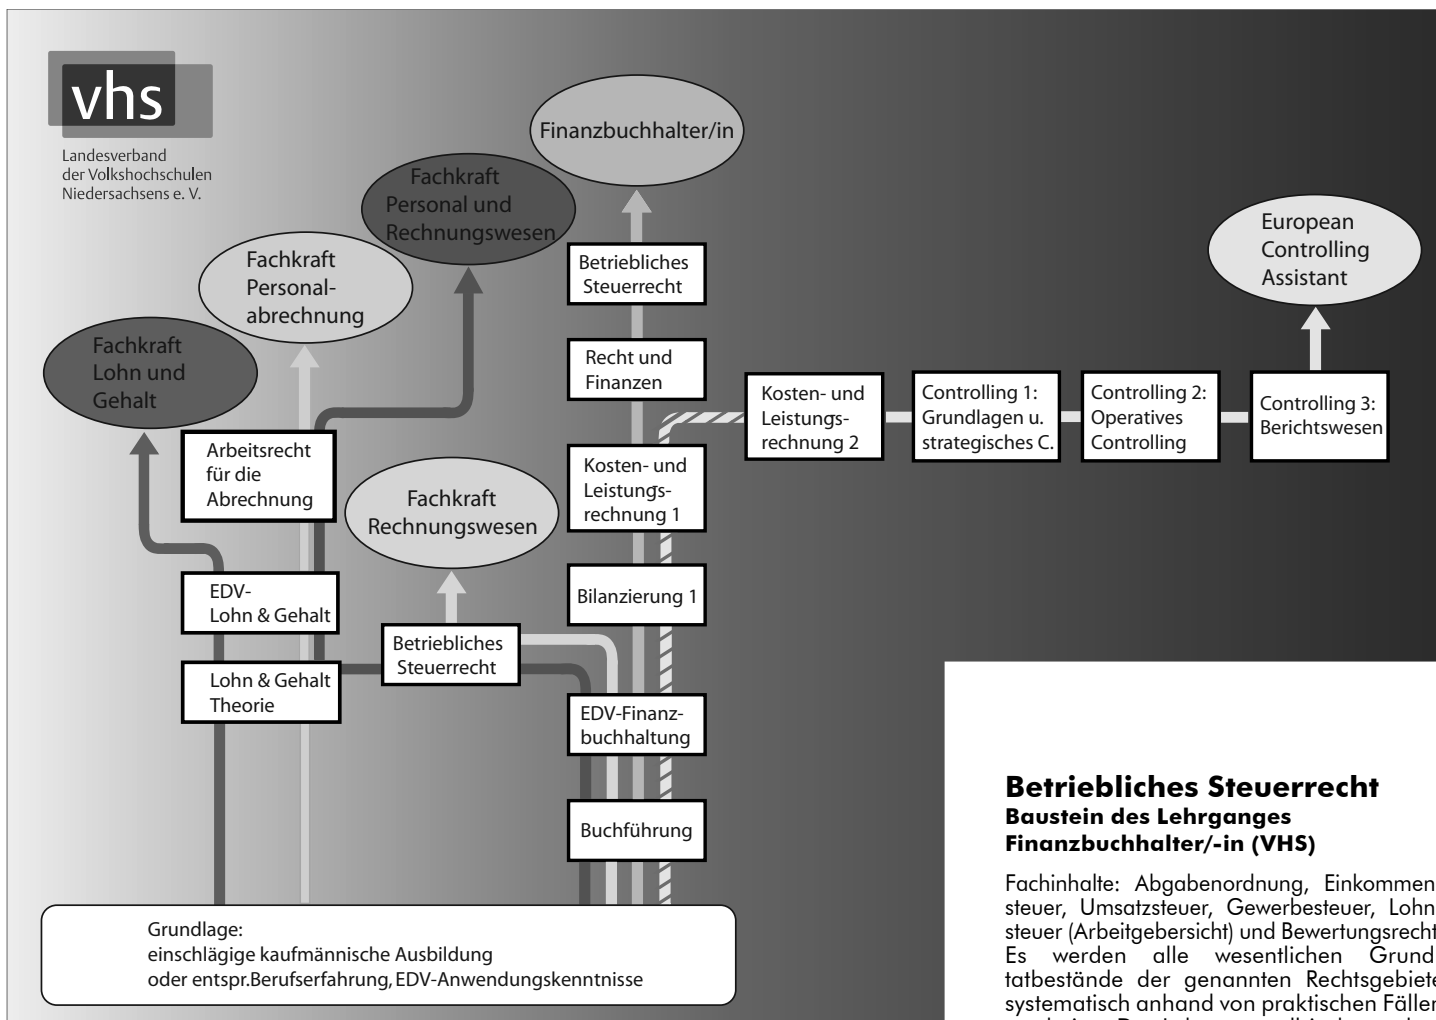 vhs
Landesverband
der Volkshochschulen
Niedersachsens e. V.
Finanzbuchhalter/in
Fachkraft
Personal und
Rechnungswesen
Fachkraft
Personal-
abrechnung
Fachkraft
Lohn und
Gehalt
European
Controlling
Assistant
Betriebliches
Steuerrecht
Recht und
Finanzen
Kosten- und
Leistungs-
rechnung 2
Controlling 1:
Grundlagen u.
strategisches C.
Controlling 2:
Operatives
Controlling
Controlling 3:
Berichtswesen
Arbeitsrecht
für die
Abrechnung
Kosten- und
Leistungs-
rechnung 1
Fachkraft
Rechnungswesen
EDV-
Lohn & Gehalt
Bilanzierung 1
Betriebliches
Steuerrecht
Lohn & Gehalt
Theorie
EDV-Finanz-
buchhaltung
Buchführung
Grundlage:
einschlägige kaufmännische Ausbildung
oder entspr.Berufserfahrung, EDV-Anwendungskenntnisse
Betriebliches Steuerrecht
Baustein des Lehrganges
Finanzbuchhalter/-in (VHS)
Fachinhalte: Abgabenordnung, Einkommen
steuer, Umsatzsteuer, Gewerbesteuer, Lohn
steuer (Arbeitgebersicht) und Bewertungsrecht
Es werden alle wesentlichen Grund
tatbestände der genannten Rechtsgebiete
systematisch anhand von praktischen Fällen